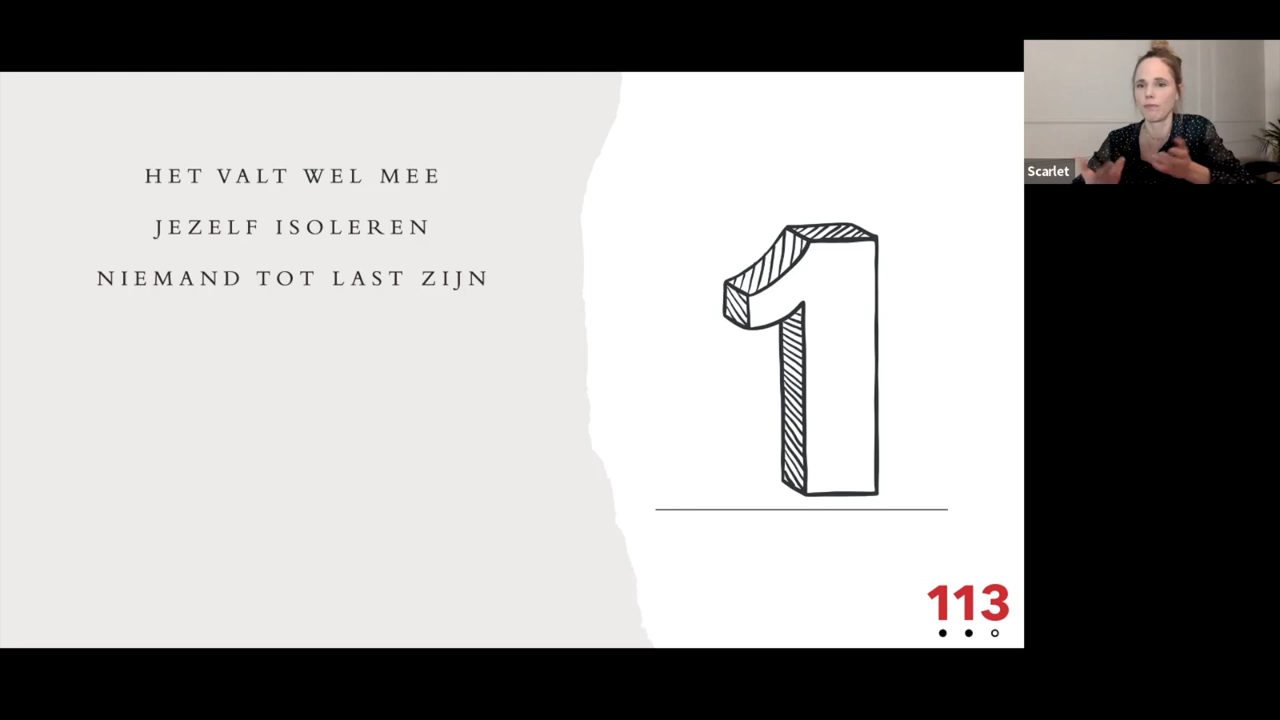 HET VALT WEL MEE
JEZELF ISOLEREN
NIEMAND TOT LAST ZIJN
1
113
Scarlet